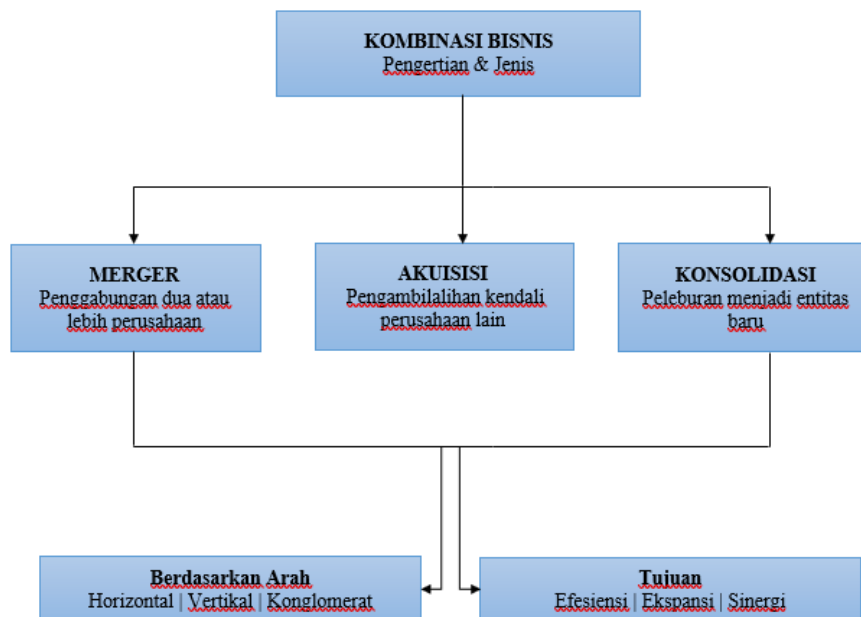 KOMBINASI BISNIS
Pengertian & Jenis
MERGER
Penggabungan dua atau
lebih perusahaan
AKUISISI
Pengambilalihan kendali
perusahaan lain
KONSOLIDASI
Peleburan menjadi entitas
baru
Berdasarkan Arah
Horizontal | Vertikal | Konglomerat
Tujuan
Efesiensi | Ekspansi | Sinergi